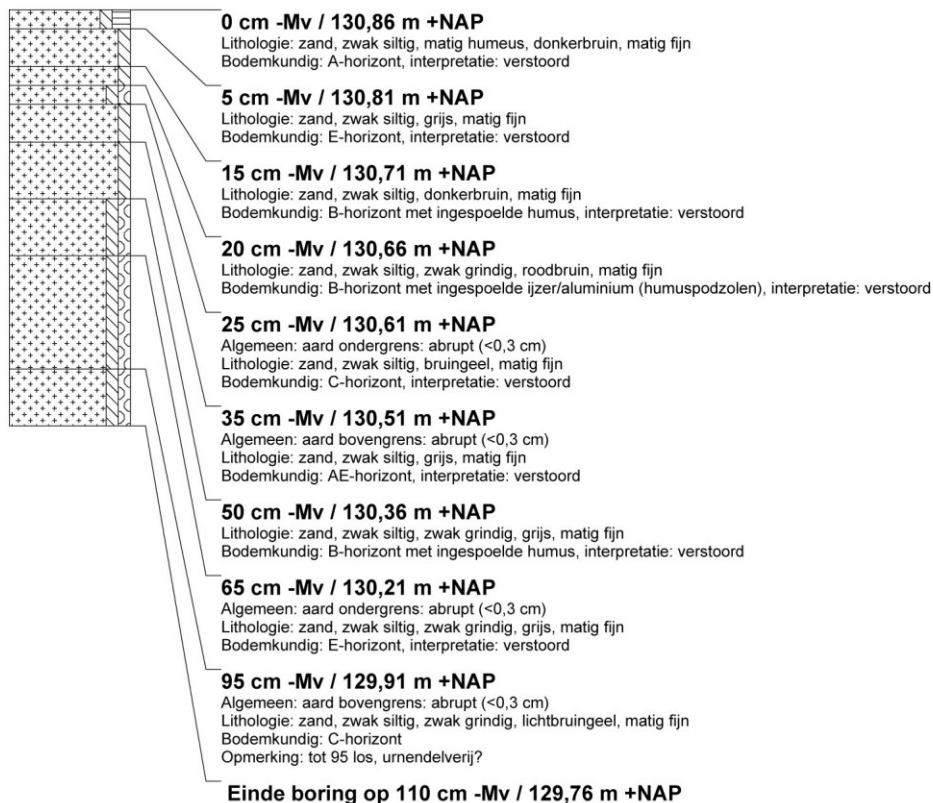 0 cm -Mv / 130,86 m +NAP
Lithologie: zand, zwak siltig, matig humeus, donkerbruin, matig fijn
Bodemkundig: A-horizont, interpretatie: verstoord
5 cm -Mv / 130,81 m +NAP
Lithologie: zand, zwak siltig, grijs, matig fijn
Bodemkundig: E-horizont, interpretatie: verstoord
15 cm -Mv / 130,71 m +NAP
Lithologie: zand, zwak siltig, donkerbruin, matig fijn
Bodemkundig: B-horizont met ingespoelde humus, interpretatie: verstoord
20 cm -Mv / 130,66 m +NAP
Lithologie: zand, zwak siltig, zwak grindig, roodbruin, matig fijn
Bodemkundig: B-horizont met ingespoelde ijzer/aluminium (humuspodzolen), interpretatie: verstoord
25 cm -Mv / 130,61 m +NAP
Algemeen: aard ondergrens: abrupt (<0,3 cm)
Lithologie: zand, zwak siltig, bruingeel, matig fijn
Bodemkundig: C-horizont, interpretatie: verstoord
35 cm -Mv / 130,51 m +NAP
Algemeen: aard bovengrens: abrupt (<0,3 cm)
Lithologie: zand, zwak siltig, grijs, matig fijn
Bodemkundig: AE-horizont, interpretatie: verstoord
50 cm -Mv / 130,36 m +NAP
Lithologie: zand, zwak siltig, zwak grindig, grijs, matig fijn
Bodemkundig: B-horizont met ingespoelde humus, interpretatie: verstoord
65 cm -Mv / 130,21 m +NAP
Algemeen: aard ondergrens: abrupt (<0,3 cm)
Lithologie: zand, zwak siltig, zwak grindig, grijs, matig fijn
Bodemkundig: E-horizont, interpretatie: verstoord
95 cm -Mv / 129,91 m +NAP
Algemeen: aard bovengrens: abrupt (<0,3 cm)
Lithologie: zand, zwak siltig, zwak grindig, lichtbruingeel, matig fijn
Bodemkundig: C-horizont
Opmerking: tot 95 los, urnendelverij?
Einde boring op 110 cm -Mv / 129,76 m +NAP